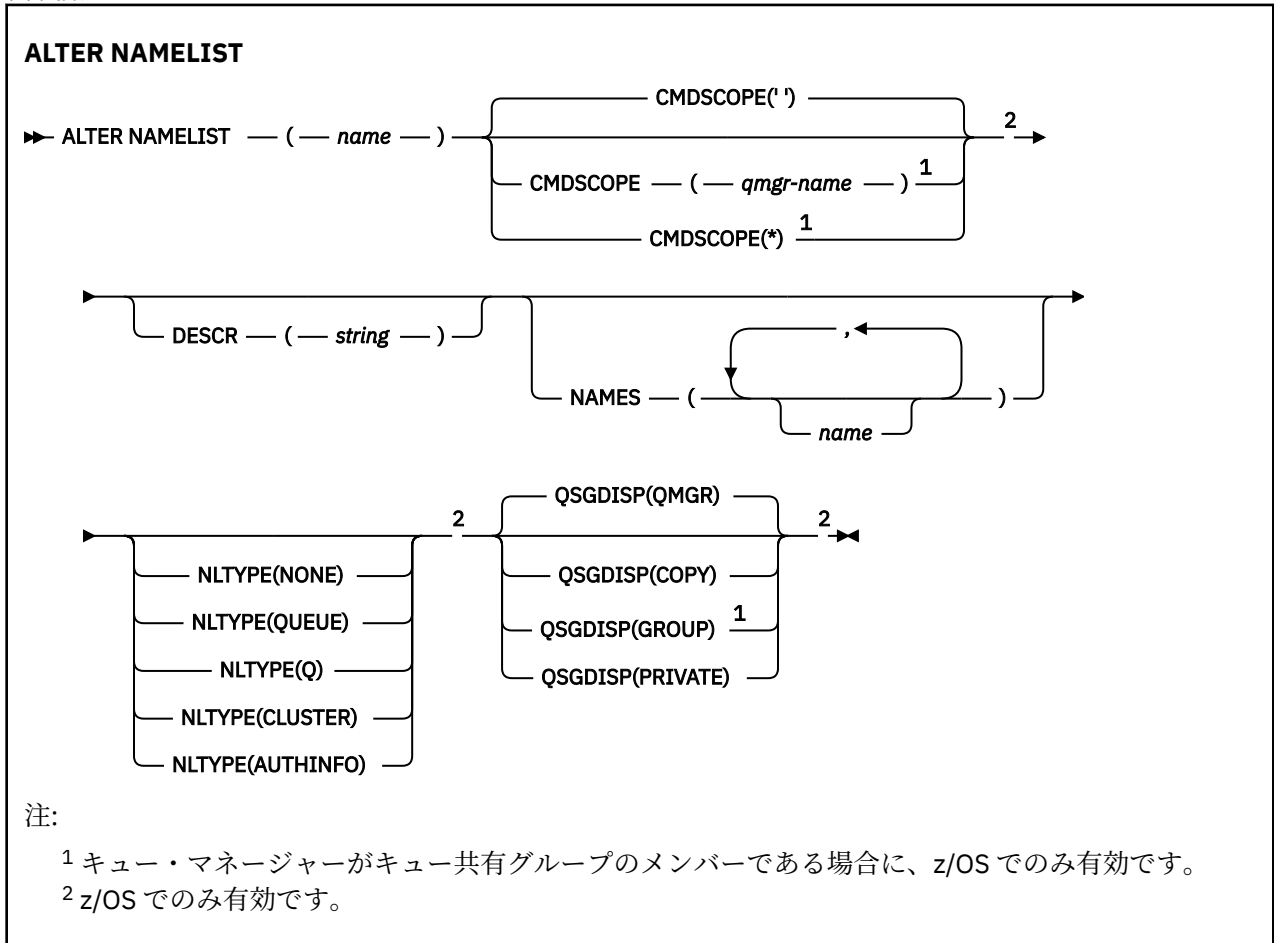 ALTER NAMELIST
CMDSCOPE(' ')
ALTER NAMELIST ( name ) 2
CMDSCOPE ( qmgr-name ) 1
CMDSCOPE(*) 1
DESCR ( string )
,
NAMES ( )
name
QSGDISP(QMGR)
2 2
NLTYPE(NONE) QSGDISP(COPY)
NLTYPE(QUEUE) QSGDISP(GROUP) 1
NLTYPE(Q) QSGDISP(PRIVATE)
NLTYPE(CLUSTER)
NLTYPE(AUTHINFO)
注:
1 キュー・マネージャーがキュー共有グループのメンバーである場合に、z/OS でのみ有効です。
2 z/OS でのみ有効です。